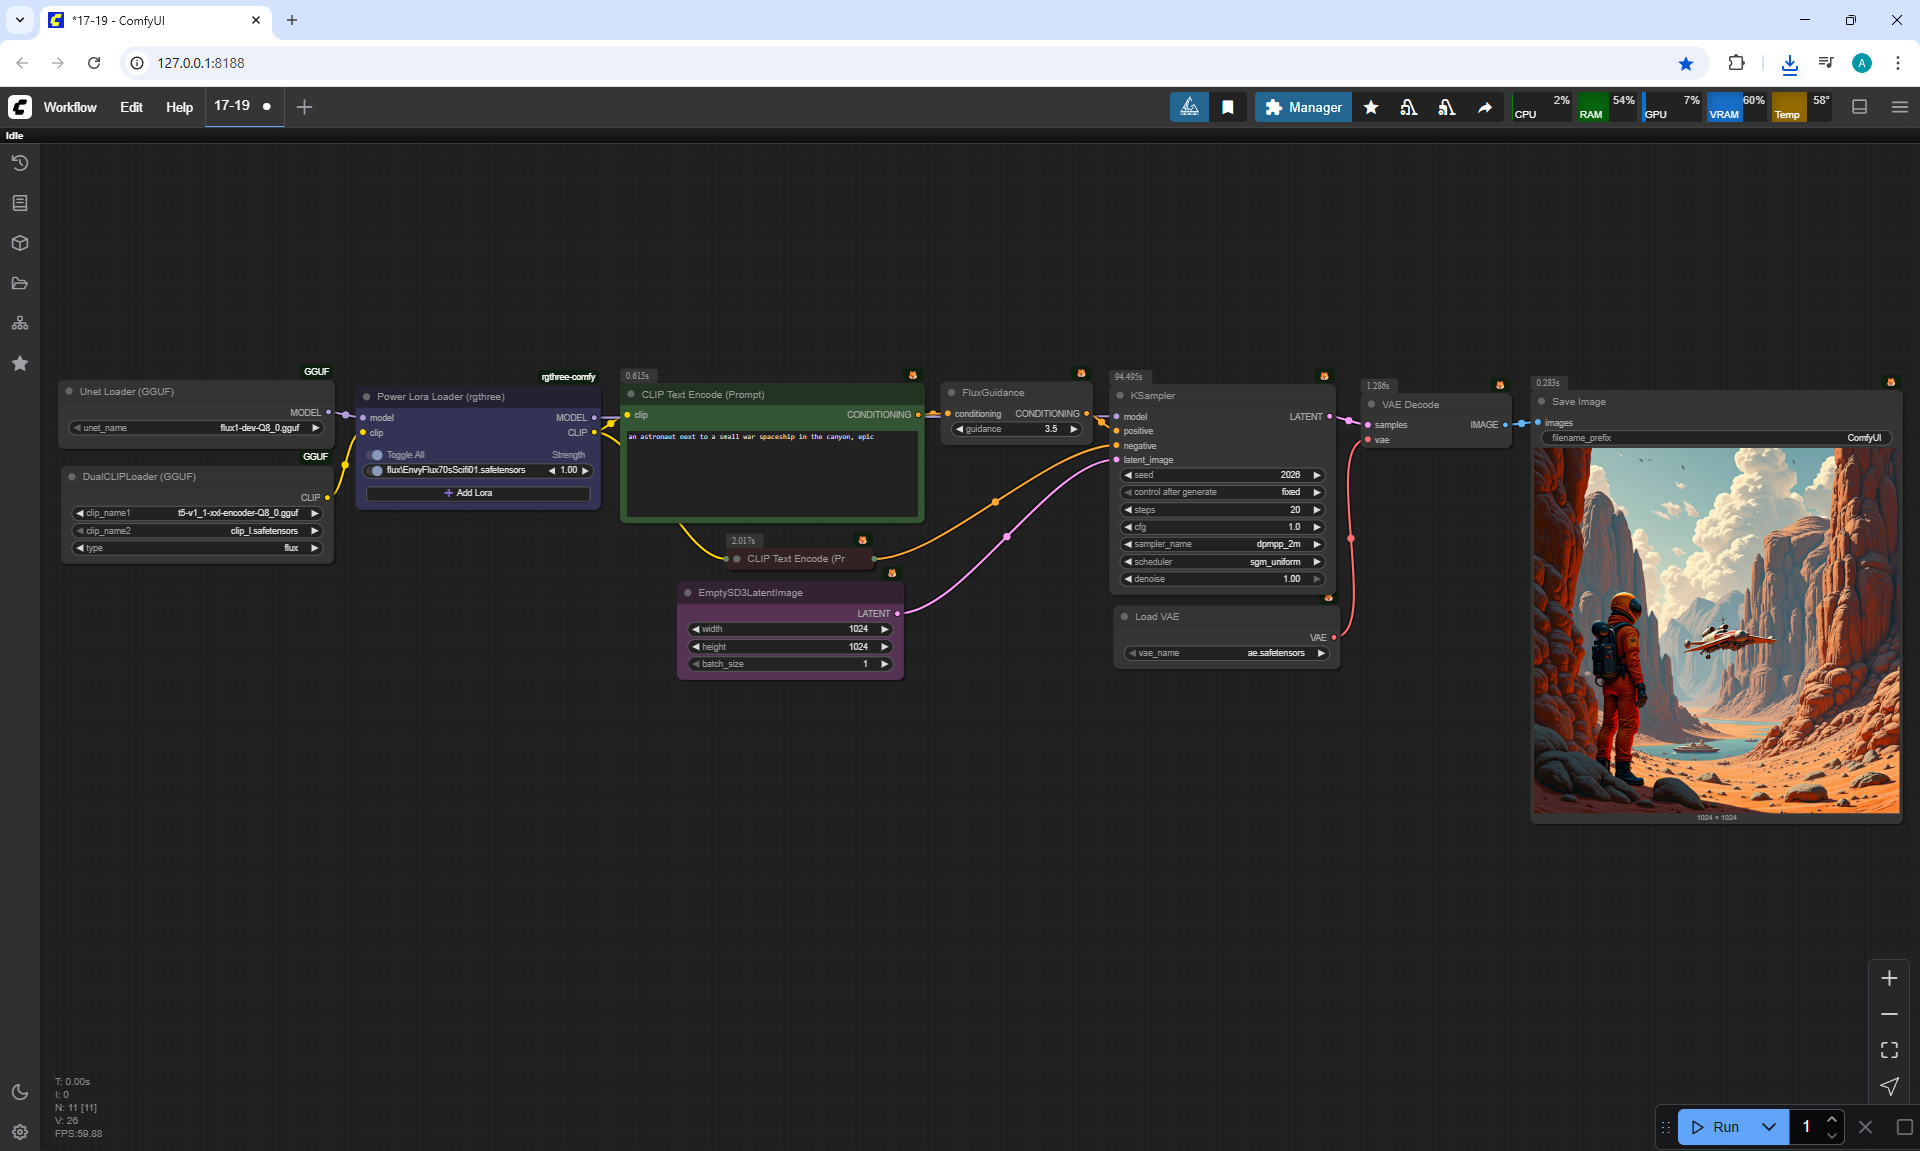 *17-19 - ComfyUI
127.0.0.1:8188
Workflow Edit Help 17-19
Manager
CPU 2% RAM 54% GPU 7% VRAM 60% Temp 58°
Idle
GGUF
Unet Loader (GGUF)
MODEL
unet_name flux1-dev-Q8_0.gguf
GGUF
DualCLIPLoader (GGUF)
CLIP
clip_name1 t5-v1_1-xxl-encoder-Q8_0.gguf
clip_name2 clip_l.safetensors
type flux
rgthree-comfy
Power Lora Loader (rgthree)
model MODEL
clip CLIP
Toggle All Strength
flux\EnvyFlux70sScifi01.safetensors 1.00
+ Add Lora
0.615s
CLIP Text Encode (Prompt)
clip CONDITIONING
an astronaut next to a small war spaceship in the canyon, epic
2.017s
CLIP Text Encode (Pr
EmptySD3LatentImage
LATENT
width 1024
height 1024
batch_size 1
FluxGuidance
conditioning CONDITIONING
guidance 3.5
94.495s
KSampler
model LATENT
positive
negative
latent_image
seed 2026
control after generate fixed
steps 20
cfg 1.0
sampler_name dpmpp_2m
scheduler sgm_uniform
denoise 1.00
Load VAE
VAE
vae_name ae.safetensors
1.286s
VAE Decode
samples IMAGE
vae
0.283s
Save Image
images
filename_prefix ComfyUI
1024 × 1024
T: 0.00s
I: 0
N: 11 [11]
V: 26
FPS:59.88
Run 1
A